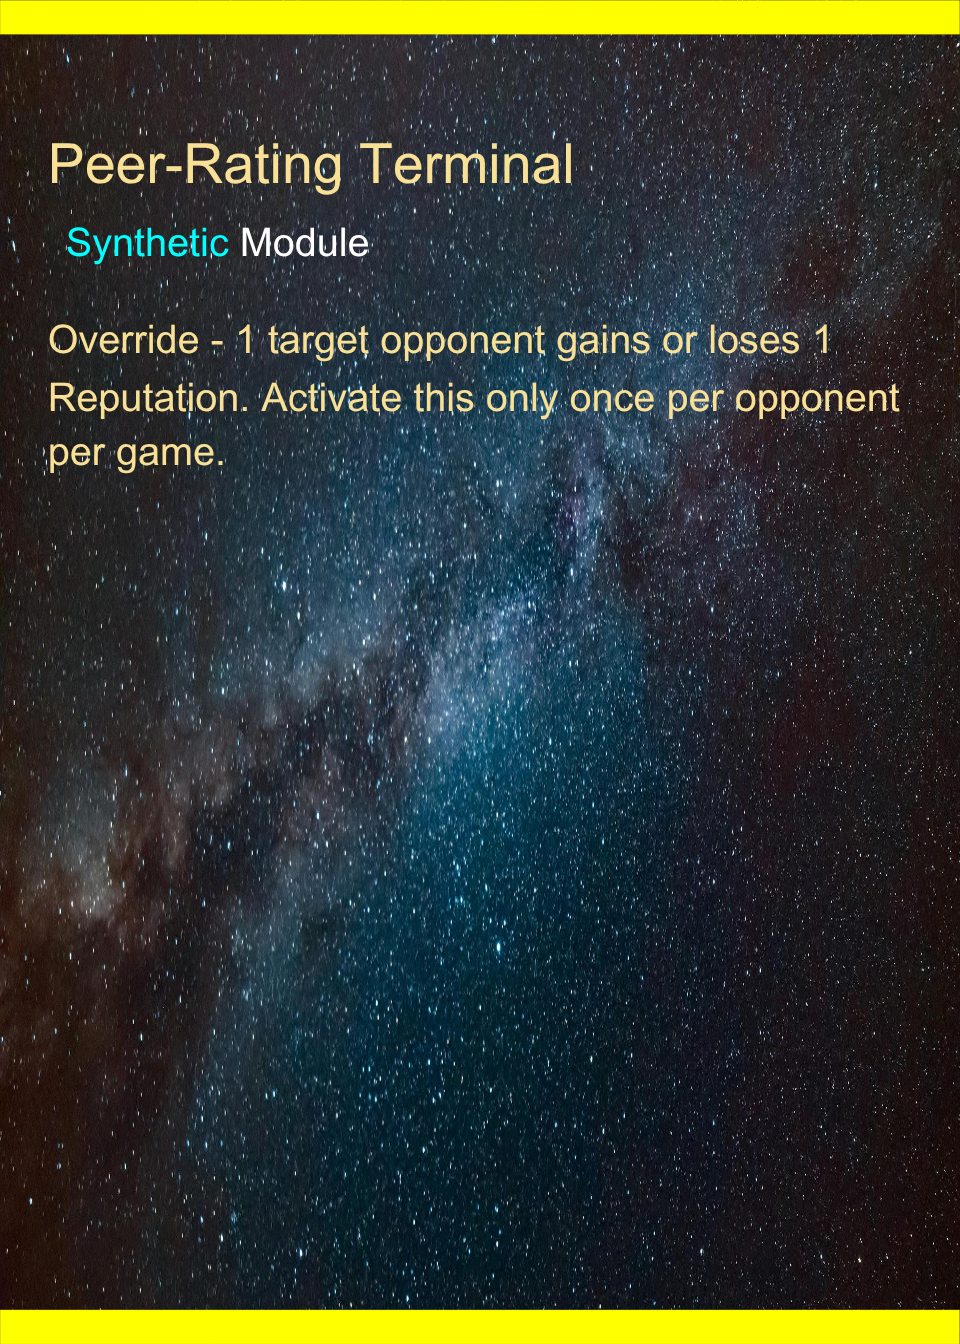 Peer-Rating Terminal
Synthetic Module
Override - 1 target opponent gains or loses 1
Reputation. Activate this only once per opponent
per game.